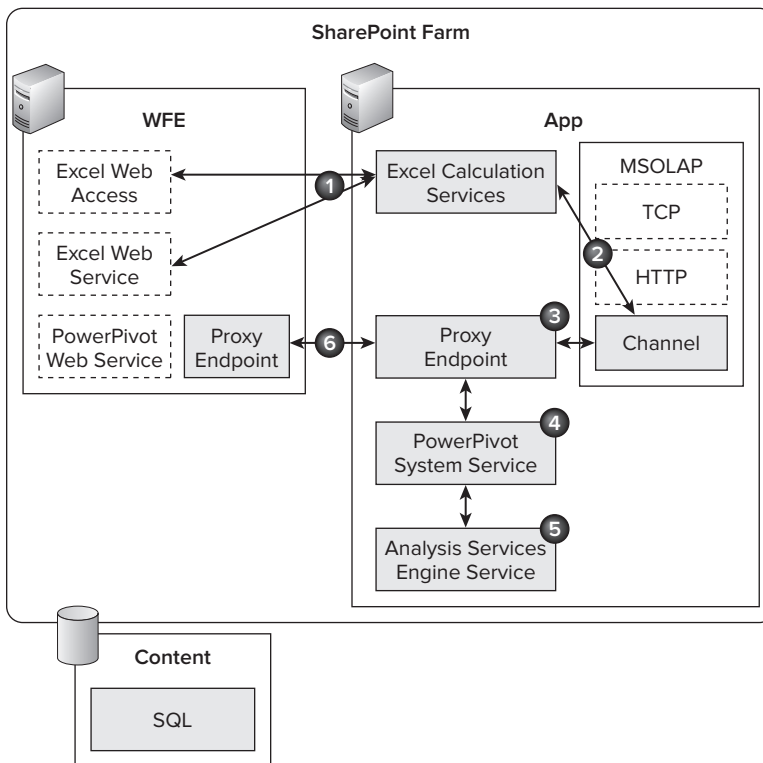 SharePoint Farm
WFE
App
Excel Web
Access
1
Excel Calculation
Services
MSOLAP
TCP
2
HTTP
Excel Web
Service
PowerPivot
Web Service
Proxy
Endpoint
6
3
Proxy
Endpoint
Channel
4
PowerPivot
System Service
5
Analysis Services
Engine Service
Content
SQL